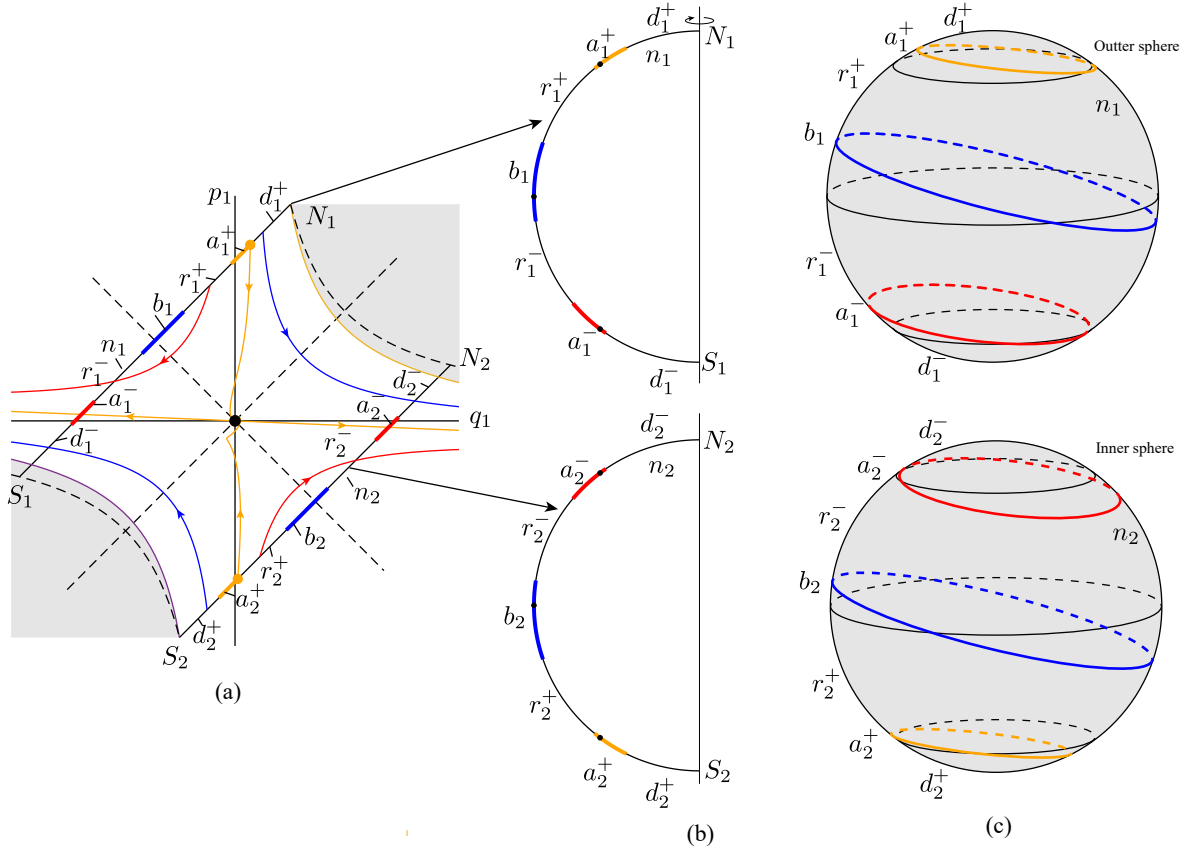 p₁
d₁⁺
N₁
a₁⁺
r₁⁺
b₁
n₁
r₁⁻
a₁⁻
d₁⁻
S₁
N₂
d₂⁻
a₂⁻
q₁
r₂⁻
n₂
b₂
r₂⁺
a₂⁺
d₂⁺
S₂
(a)
d₁⁺
N₁
a₁⁺
n₁
r₁⁺
b₁
r₁⁻
a₁⁻
S₁
d₁⁻
d₂⁻
N₂
a₂⁻
n₂
r₂⁻
b₂
r₂⁺
a₂⁺
S₂
d₂⁺
(b)
d₁⁺
a₁⁺
Outter sphere
r₁⁺
n₁
b₁
r₁⁻
a₁⁻
d₁⁻
d₂⁻
Inner sphere
a₂⁻
r₂⁻
n₂
b₂
r₂⁺
a₂⁺
d₂⁺
(c)